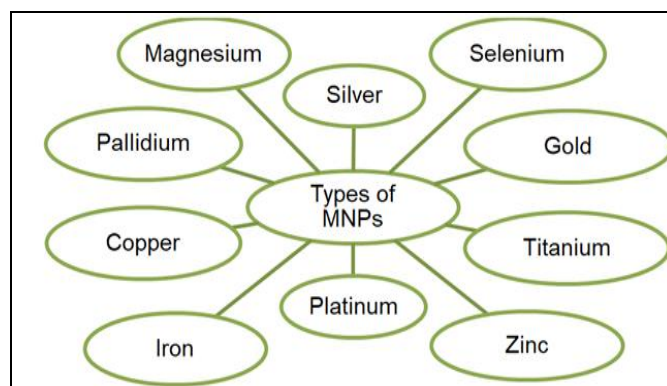 Magnesium
Selenium
Silver
Pallidium
Gold
Types of
MNPs
Copper
Titanium
Platinum
Iron
Zinc